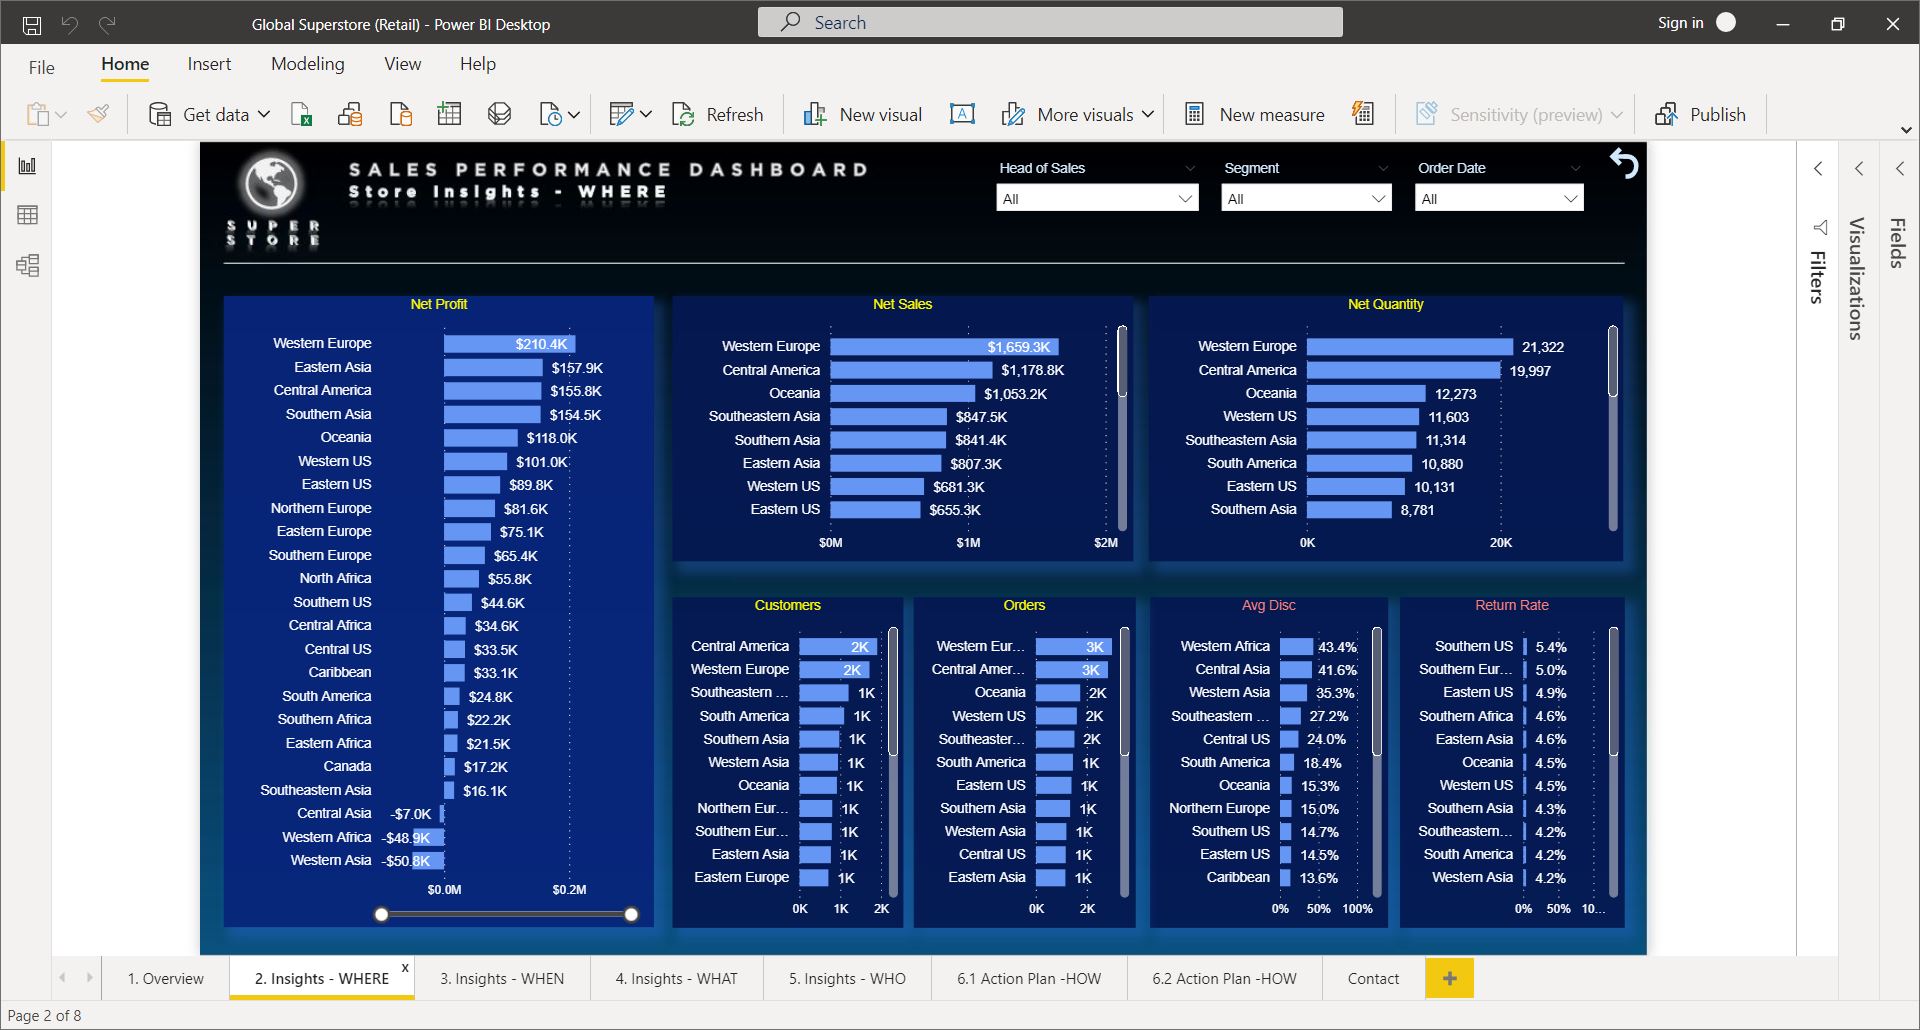 Global Superstore (Retail) - Power BI Desktop
Search
Sign in
File
Home
Insert
Modeling
View
Help
Get data
Refresh
New visual
More visuals
New measure
Sensitivity (preview)
Publish
SUPER
STORE
SALES PERFORMANCE DASHBOARD
Store Insights - WHERE
Head of Sales
All
Segment
All
Order Date
All
Filters
Visualizations
Fields
Net Profit
Western Europe $210.4K
Eastern Asia $157.9K
Central America $155.8K
Southern Asia $154.5K
Oceania $118.0K
Western US $101.0K
Eastern US $89.8K
Northern Europe $81.6K
Eastern Europe $75.1K
Southern Europe $65.4K
North Africa $55.8K
Southern US $44.6K
Central Africa $34.6K
Central US $33.5K
Caribbean $33.1K
South America $24.8K
Southern Africa $22.2K
Eastern Africa $21.5K
Canada $17.2K
Southeastern Asia $16.1K
Central Asia -$7.0K
Western Africa -$48.9K
Western Asia -$50.8K
$0.0M $0.2M
Net Sales
Western Europe $1,659.3K
Central America $1,178.8K
Oceania $1,053.2K
Southeastern Asia $847.5K
Southern Asia $841.4K
Eastern Asia $807.3K
Western US $681.3K
Eastern US $655.3K
$0M $1M $2M
Net Quantity
Western Europe 21,322
Central America 19,997
Oceania 12,273
Western US 11,603
Southeastern Asia 11,314
South America 10,880
Eastern US 10,131
Southern Asia 8,781
0K 20K
Customers
Central America 2K
Western Europe 2K
Southeastern ... 1K
South America 1K
Southern Asia 1K
Western Asia 1K
Oceania 1K
Northern Eur... 1K
Southern Eur... 1K
Eastern Asia 1K
Eastern Europe 1K
0K 1K 2K
Orders
Western Eur... 3K
Central Amer... 3K
Oceania 2K
Western US 2K
Southeaster... 2K
South America 1K
Eastern US 1K
Southern Asia 1K
Western Asia 1K
Central US 1K
Eastern Asia 1K
0K 2K
Avg Disc
Western Africa 43.4%
Central Asia 41.6%
Western Asia 35.3%
Southeastern ... 27.2%
Central US 24.0%
South America 18.4%
Oceania 15.3%
Northern Europe 15.0%
Southern US 14.7%
Eastern US 14.5%
Caribbean 13.6%
0% 50% 100%
Return Rate
Southern US 5.4%
Southern Eur... 5.0%
Eastern US 4.9%
Southern Africa 4.6%
Eastern Asia 4.6%
Oceania 4.5%
Western US 4.5%
Southern Asia 4.3%
Southeastern... 4.2%
South America 4.2%
Western Asia 4.2%
0% 50% 10...
1. Overview
2. Insights - WHERE
x
3. Insights - WHEN
4. Insights - WHAT
5. Insights - WHO
6.1 Action Plan -HOW
6.2 Action Plan -HOW
Contact
Page 2 of 8